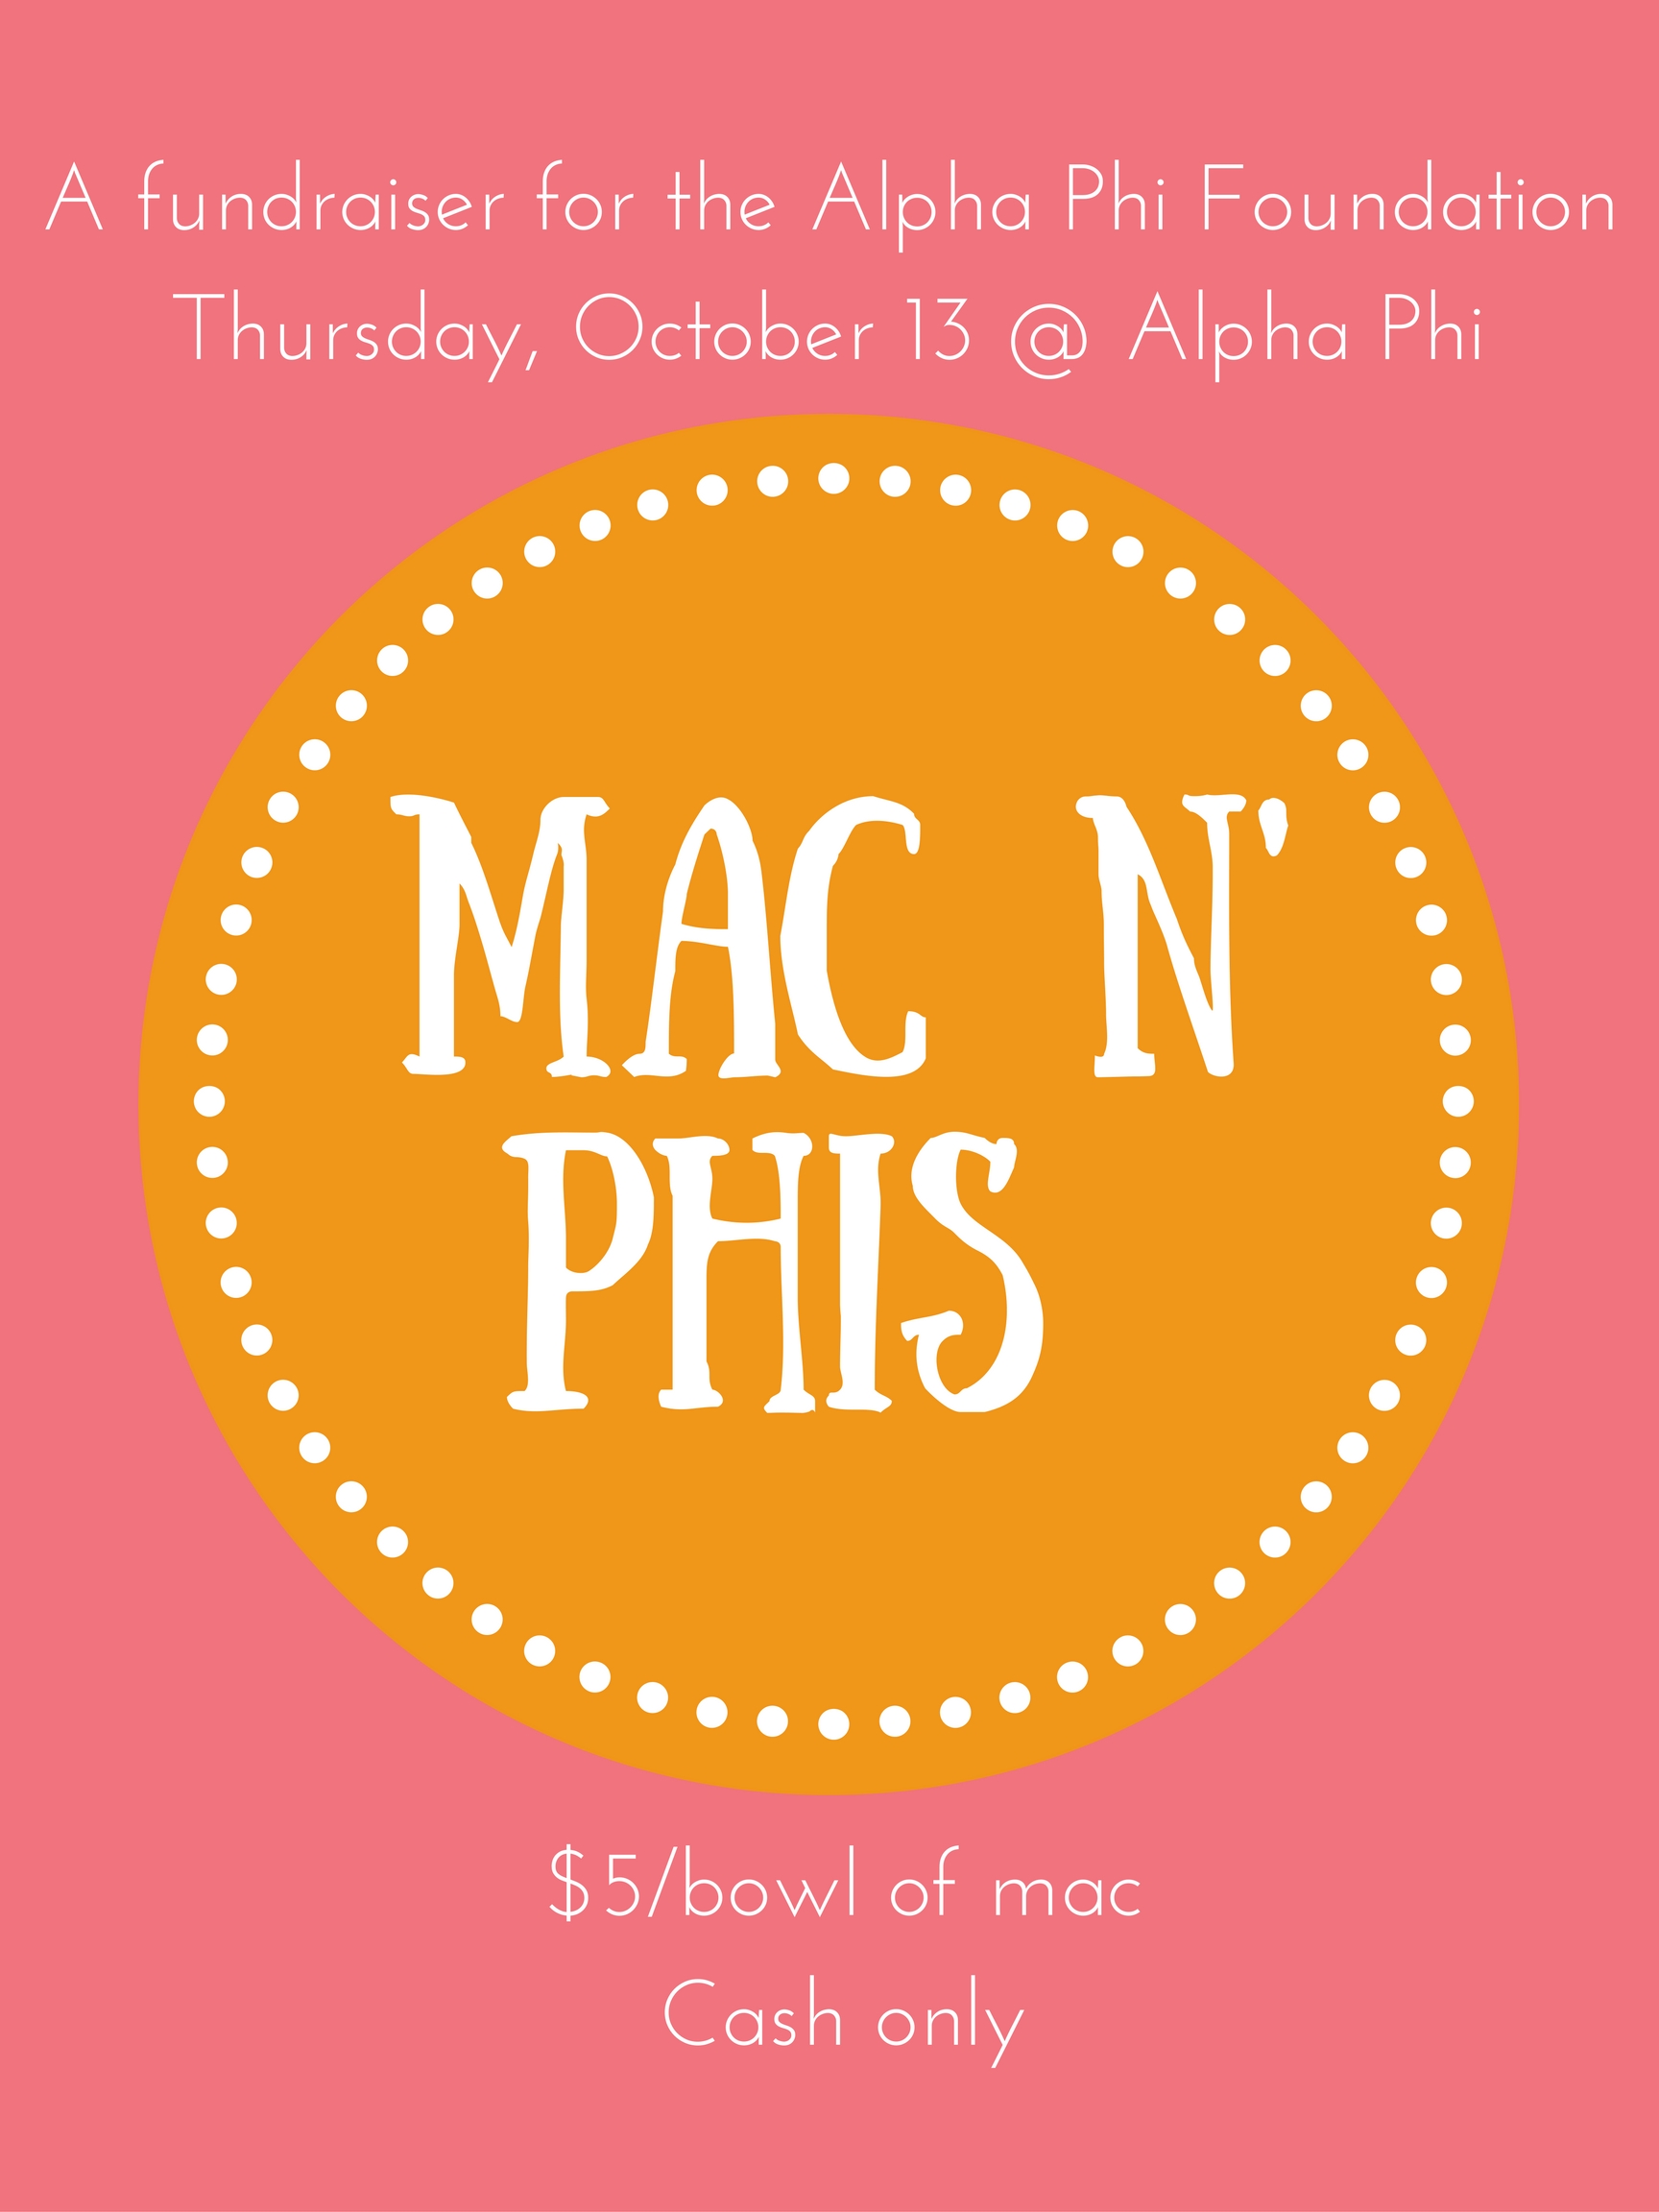 A fundraiser for the Alpha Phi Foundation
Thursday, October 13 @ Alpha Phi
MAC N'
PHIS
$5/bowl of mac
Cash only